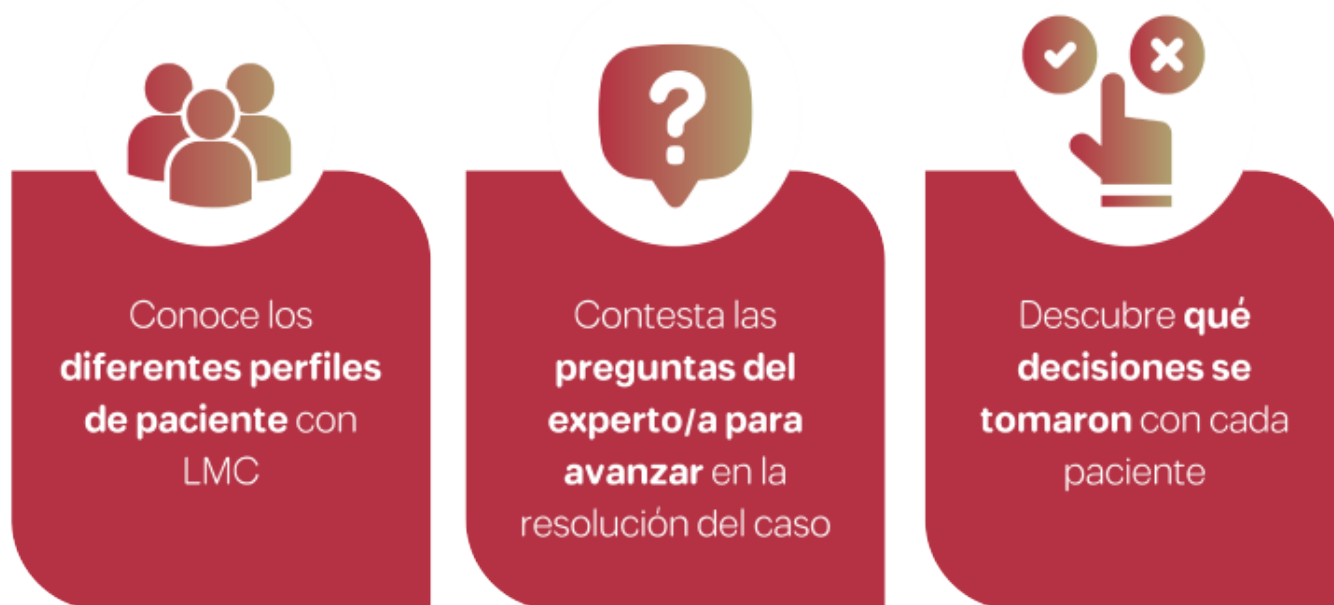 Conoce los
diferentes perfiles
de paciente con
LMC
Contesta las
preguntas del
experto/a para
avanzar en la
resolución del caso
Descubre qué
decisiones se
tomaron con cada
paciente